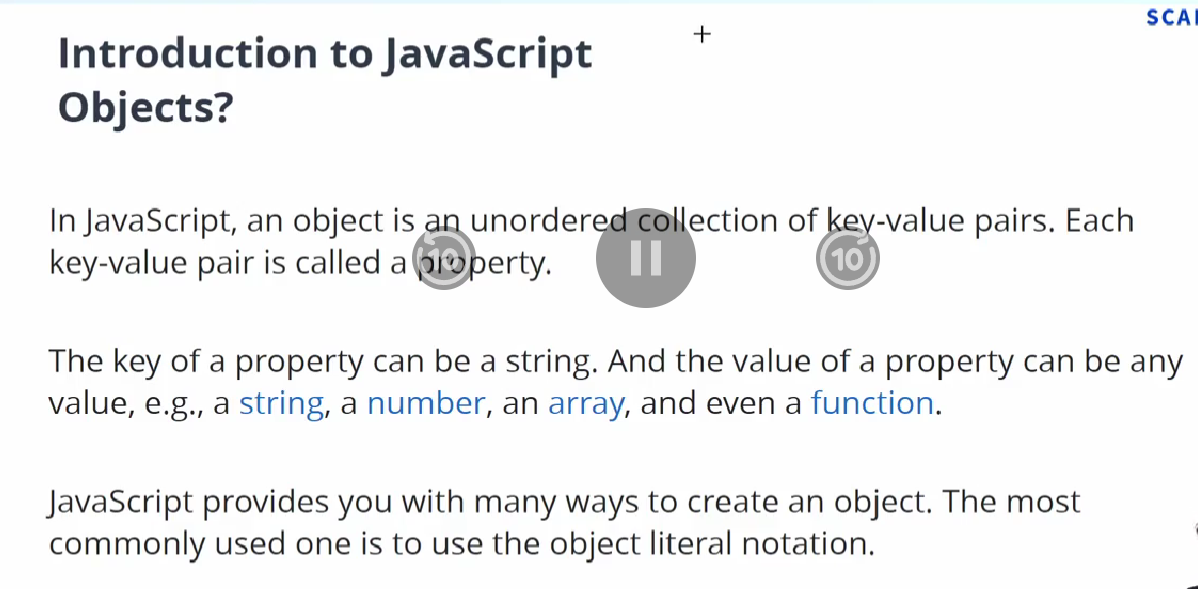 SCA
Introduction to JavaScript
Objects?
In JavaScript, an object is an unordered collection of key-value pairs. Each
key-value pair is called a property.
10
10
The key of a property can be a string. And the value of a property can be any
value, e.g., a string, a number, an array, and even a function.
JavaScript provides you with many ways to create an object. The most
commonly used one is to use the object literal notation.